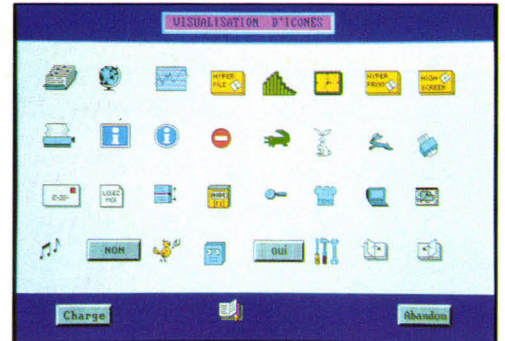 VISUALISATION D'ICONES
HYPER FILE
HYPER PRINT
HIGH SCREEN
LISEZ MOI
NON
OUI
Charge
Abandon